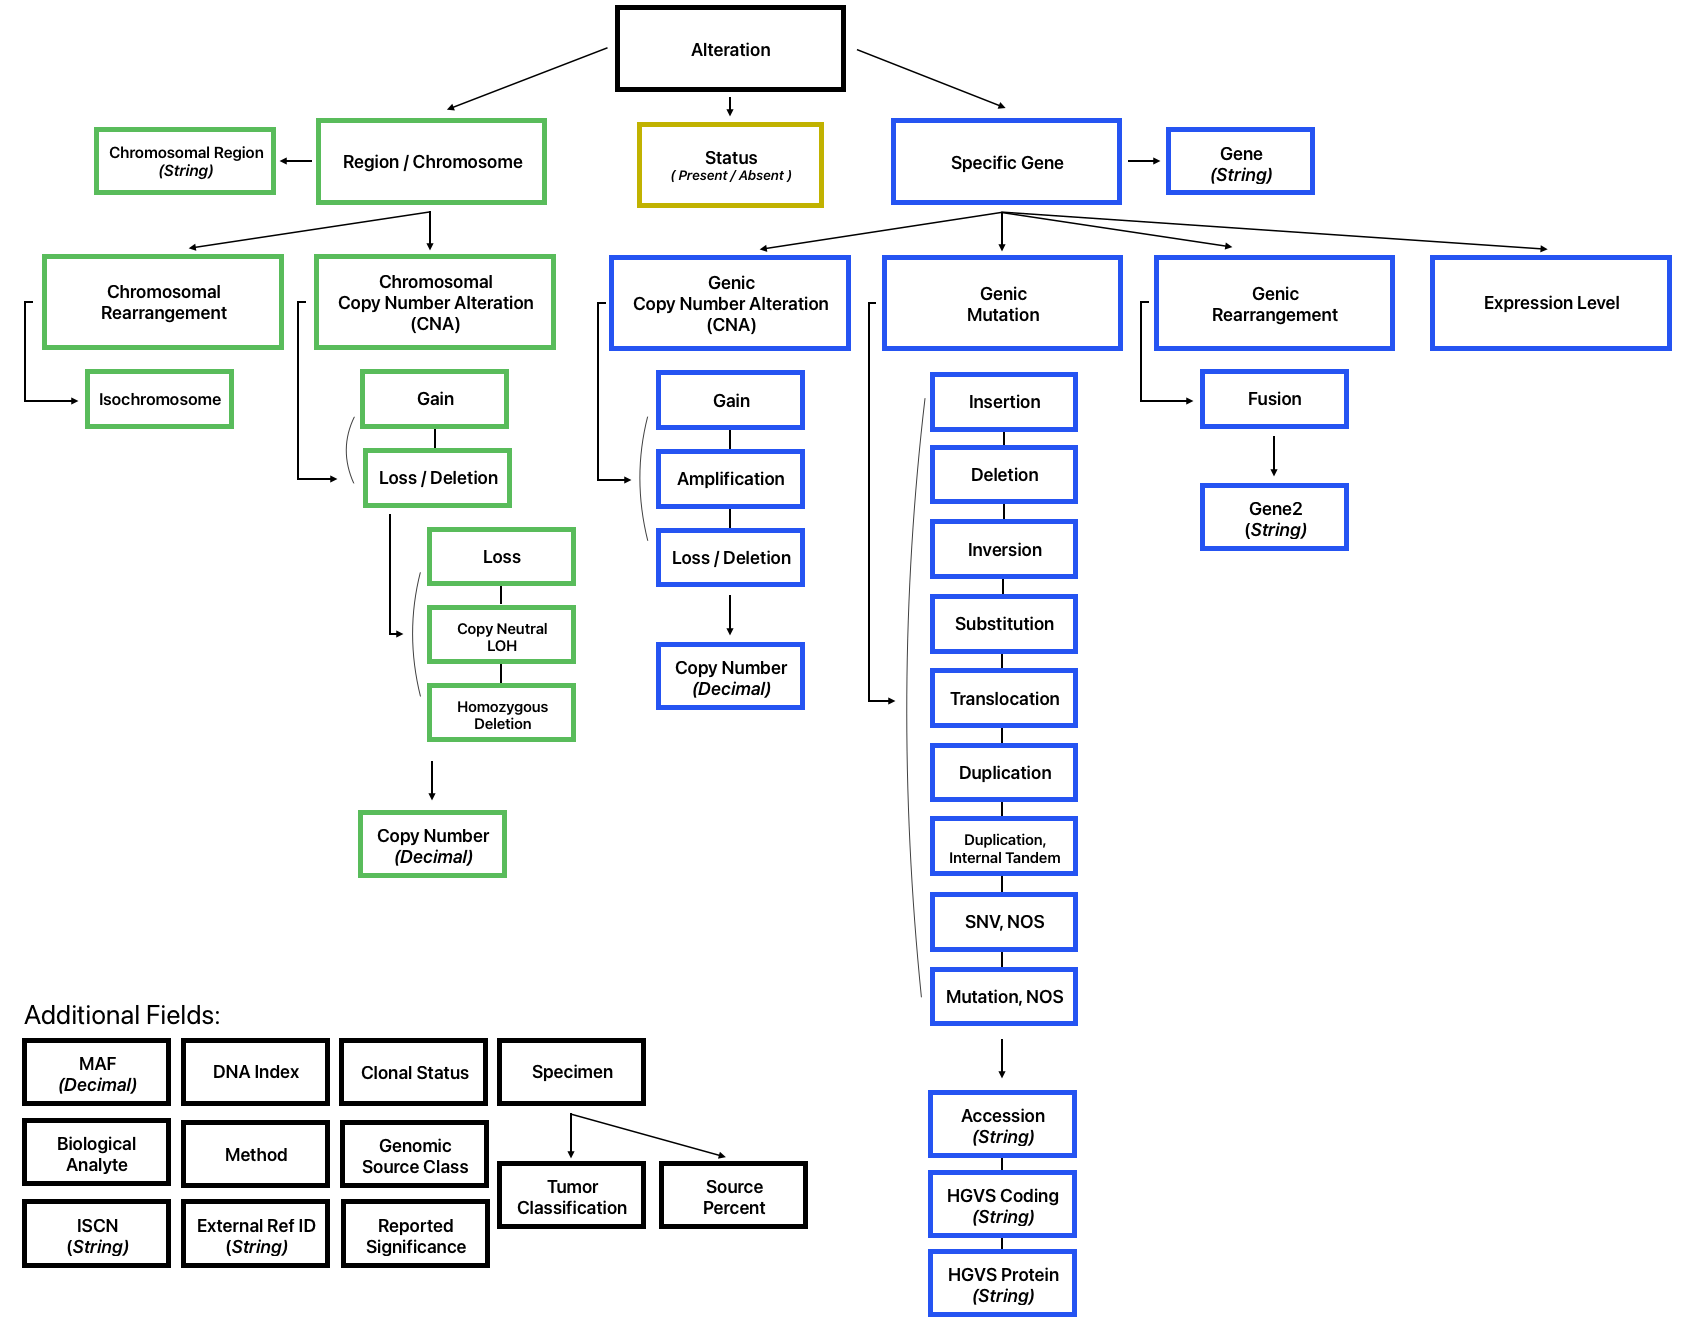 Alteration
Chromosomal Region
(String)
Region / Chromosome
Status
( Present / Absent )
Specific Gene
Gene
(String)
Chromosomal
Rearrangement
Chromosomal
Copy Number Alteration
(CNA)
Genic
Copy Number Alteration
(CNA)
Genic
Mutation
Genic
Rearrangement
Expression Level
Isochromosome
Gain
Loss / Deletion
Loss
Copy Neutral
LOH
Homozygous
Deletion
Copy Number
(Decimal)
Gain
Amplification
Loss / Deletion
Copy Number
(Decimal)
Insertion
Deletion
Inversion
Substitution
Translocation
Duplication
Duplication,
Internal Tandem
SNV, NOS
Mutation, NOS
Accession
(String)
HGVS Coding
(String)
HGVS Protein
(String)
Fusion
Gene2
(String)
Additional Fields:
MAF
(Decimal)
DNA Index
Clonal Status
Specimen
Biological
Analyte
Method
Genomic
Source Class
Tumor
Classification
Source
Percent
ISCN
(String)
External Ref ID
(String)
Reported
Significance